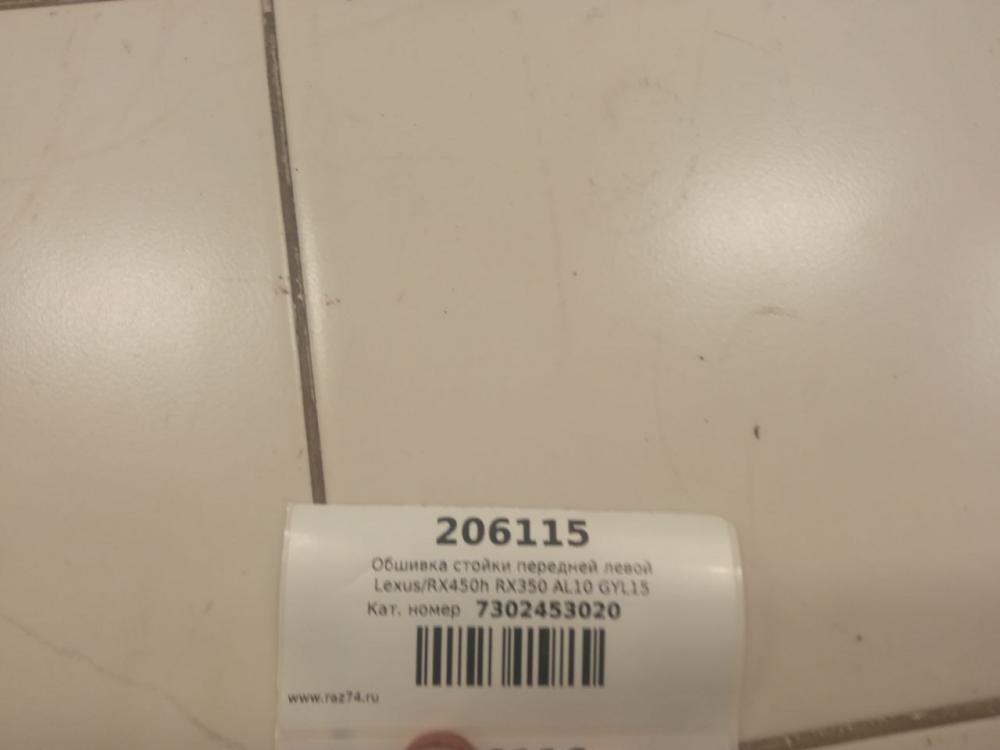 206115
Обшивка стойки передней левой
Lexus/RX450h RX350 AL10 GYL15
Кат. номер 7302453020
www.raz74.ru